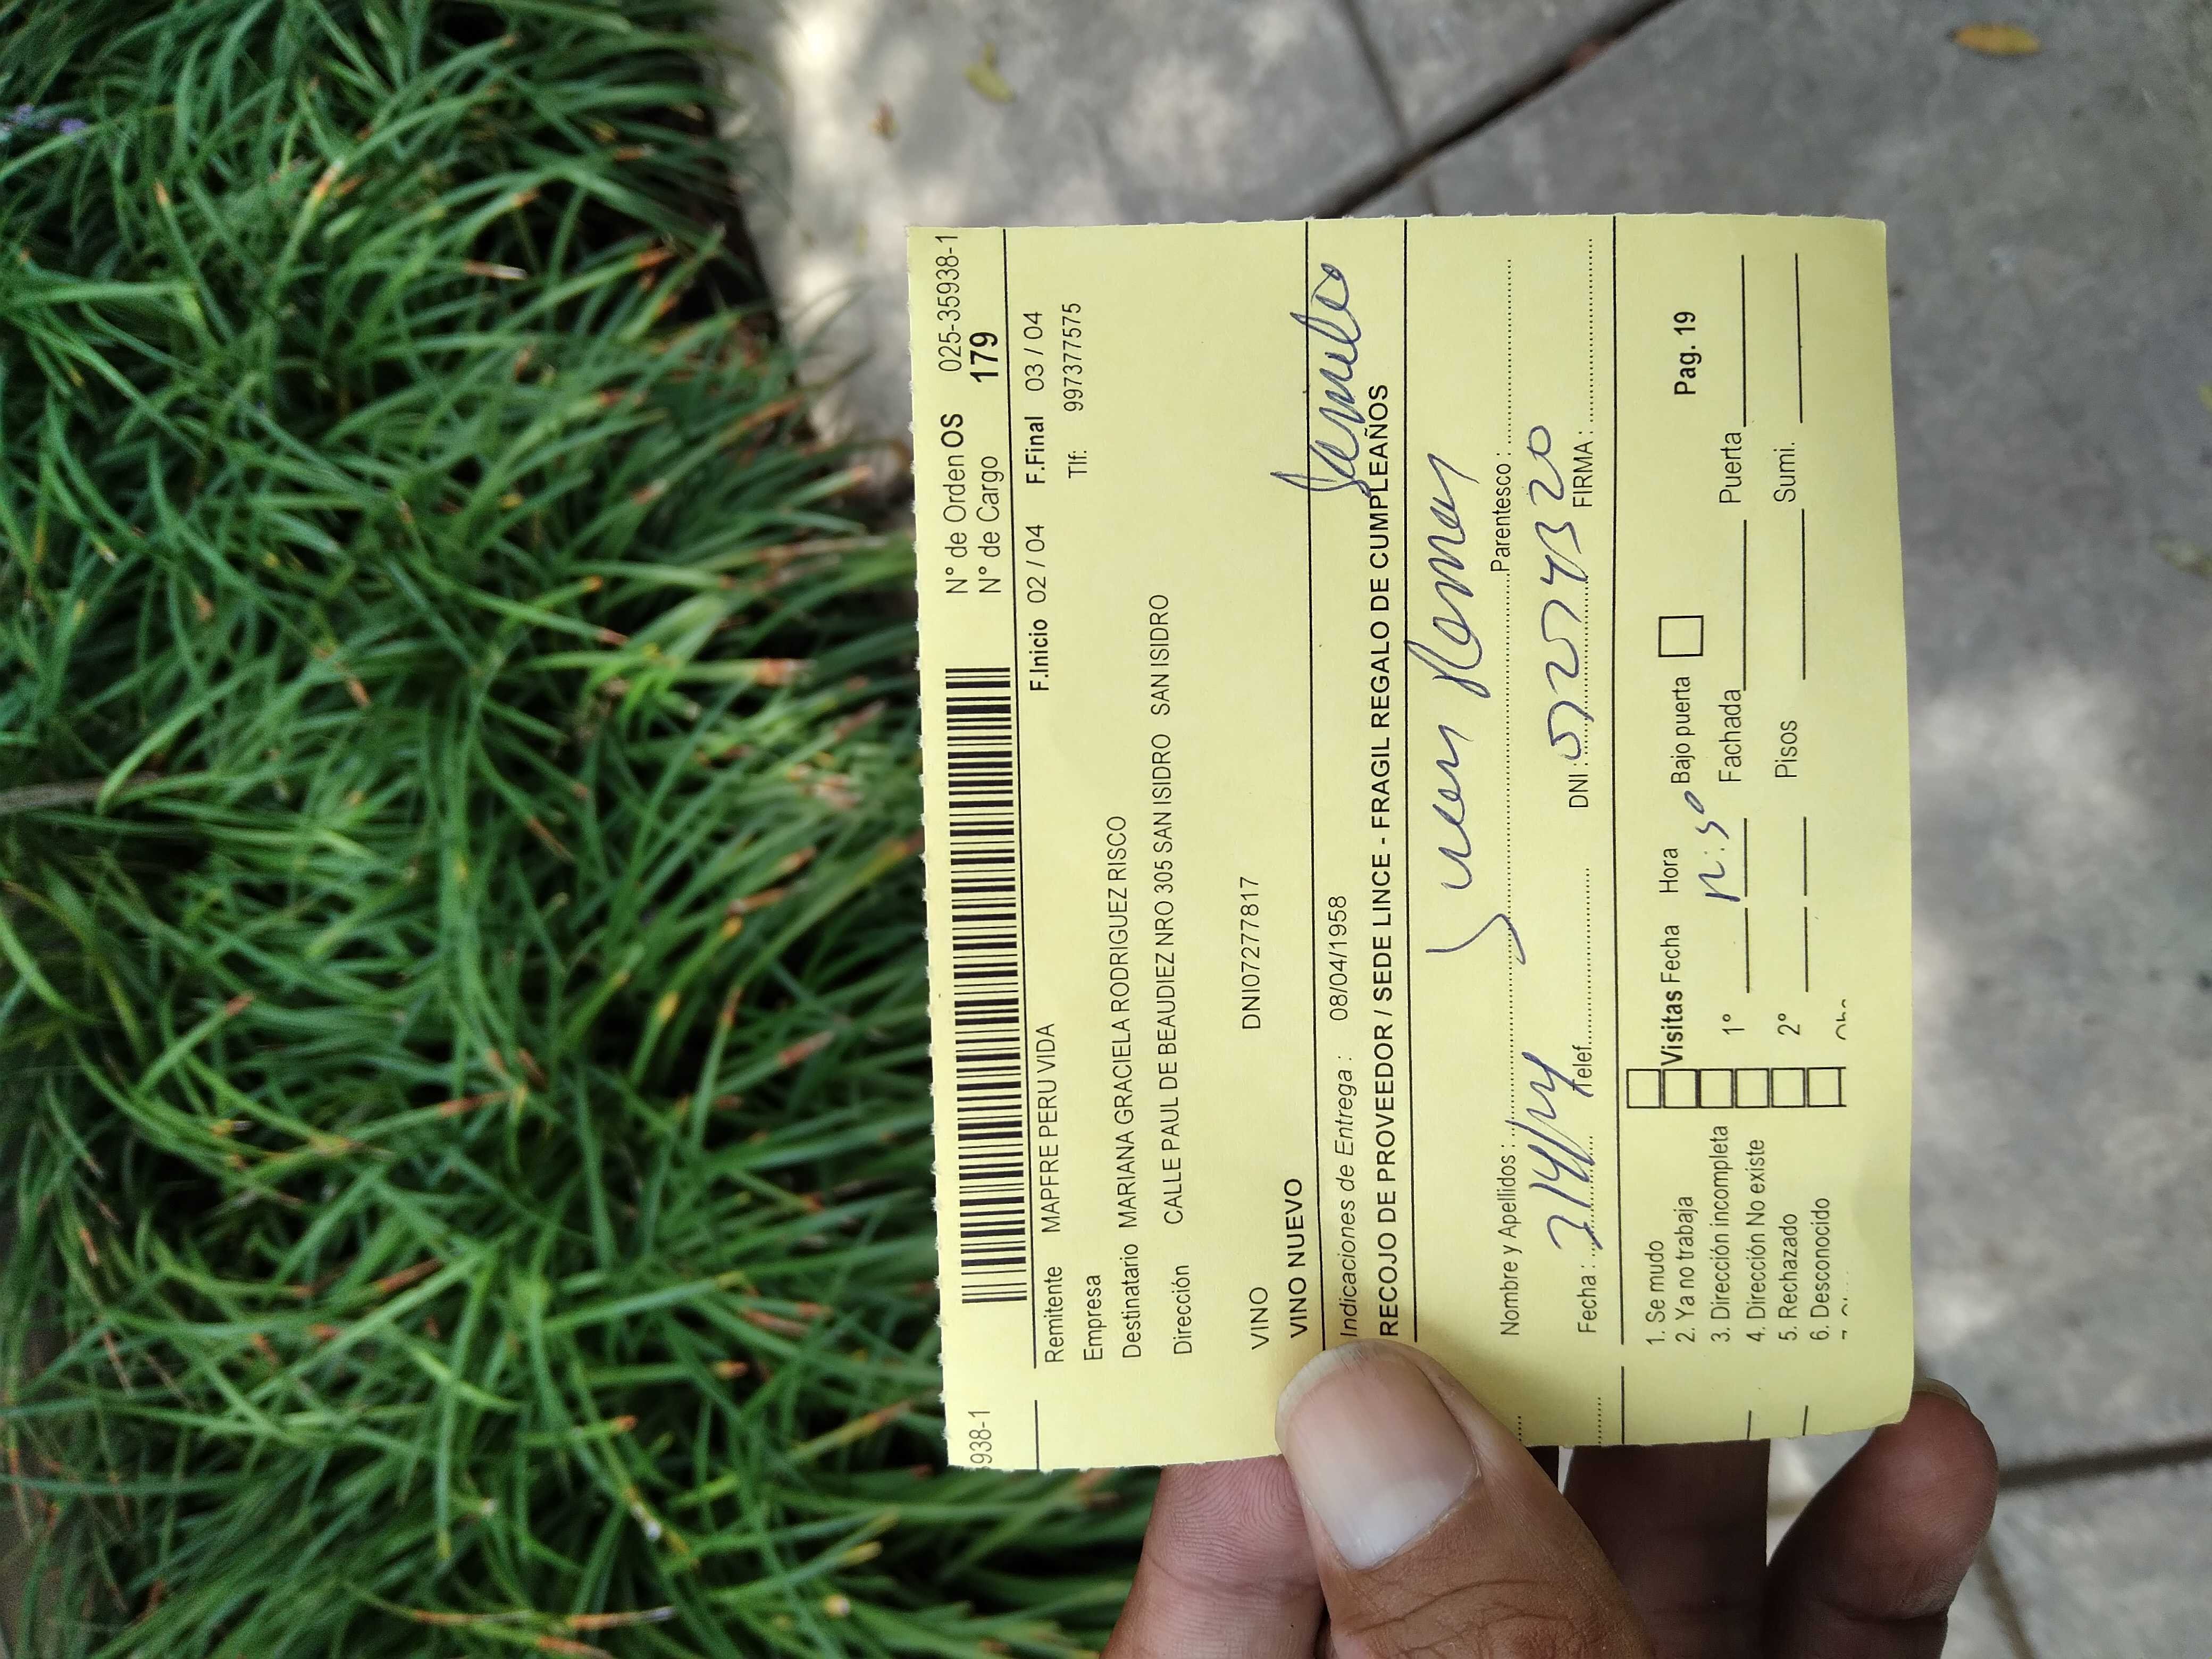 938-1
N° de Orden OS 025-35938-1
N° de Cargo 179
Remitente MAPFRE PERU VIDA F.Inicio 02 / 04 F.Final 03 / 04
Empresa Tlf: 997377575
Destinatario MARIANA GRACIELA RODRIGUEZ RISCO
Dirección CALLE PAUL DE BEAUDIEZ NRO 305 SAN ISIDRO SAN ISIDRO
VINO DNI07277817
VINO NUEVO
Indicaciones de Entrega : 08/04/1958
RECOJO DE PROVEEDOR / SEDE LINCE - FRAGIL REGALO DE CUMPLEAÑOS
Nombre y Apellidos : Parentesco :
Fecha : 2/4/24 Telef. DNI : FIRMA :
1. Se mudo
2. Ya no trabaja Visitas Fecha Hora Bajo puerta Pag. 19
3. Dirección incompleta 1° Fachada Puerta
4. Dirección No existe
5. Rechazado 2° Pisos Sumi.
6. Desconocido